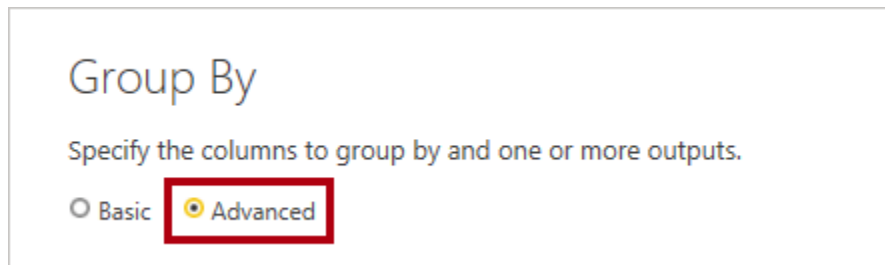 Group By
Specify the columns to group by and one or more outputs.
Basic Advanced